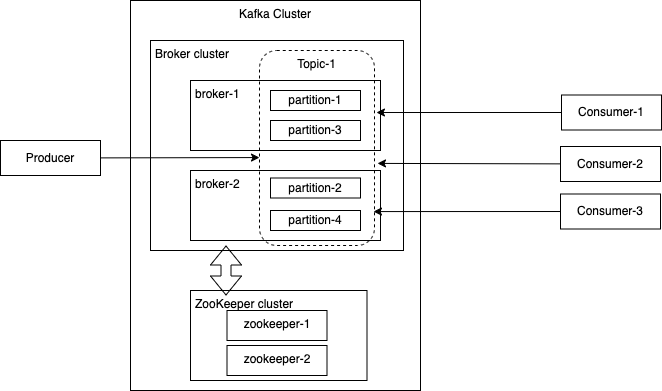 Kafka Cluster
Broker cluster
Topic-1
broker-1
partition-1
partition-3
Consumer-1
Producer
Consumer-2
broker-2
partition-2
partition-4
Consumer-3
ZooKeeper cluster
zookeeper-1
zookeeper-2